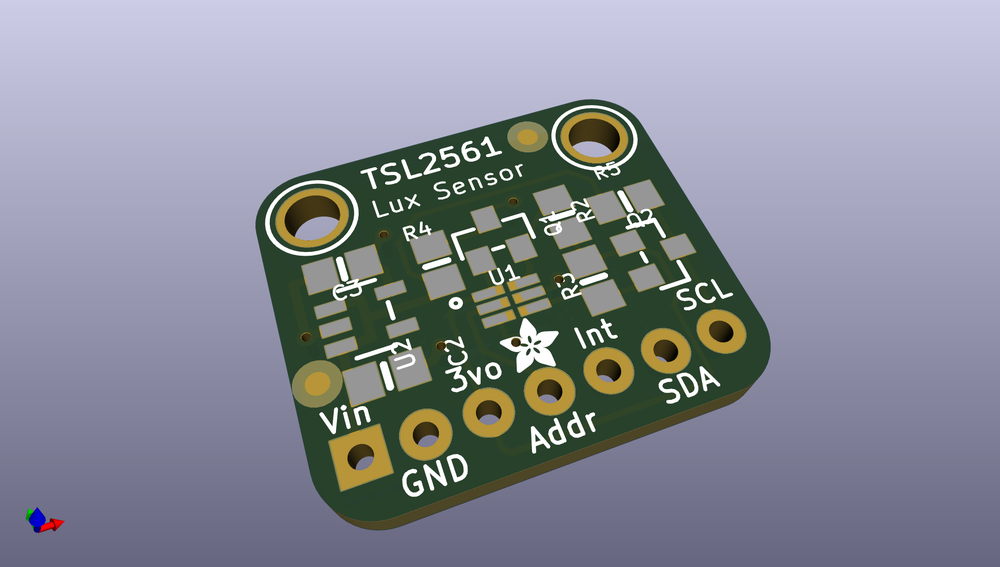 TSL2561
Lux Sensor
R5
R4
R2
Q1
C3
U1
R3
U2
C2
3vo
Int
SCL
Vin
GND
Addr
SDA